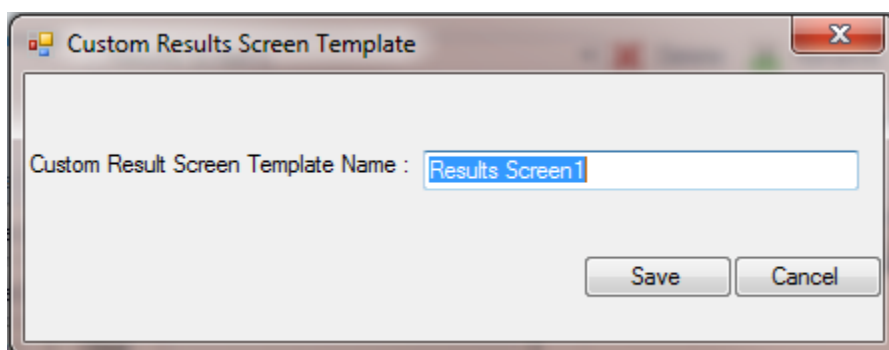 Custom Results Screen Template
Custom Result Screen Template Name :
Results Screen1
Save
Cancel